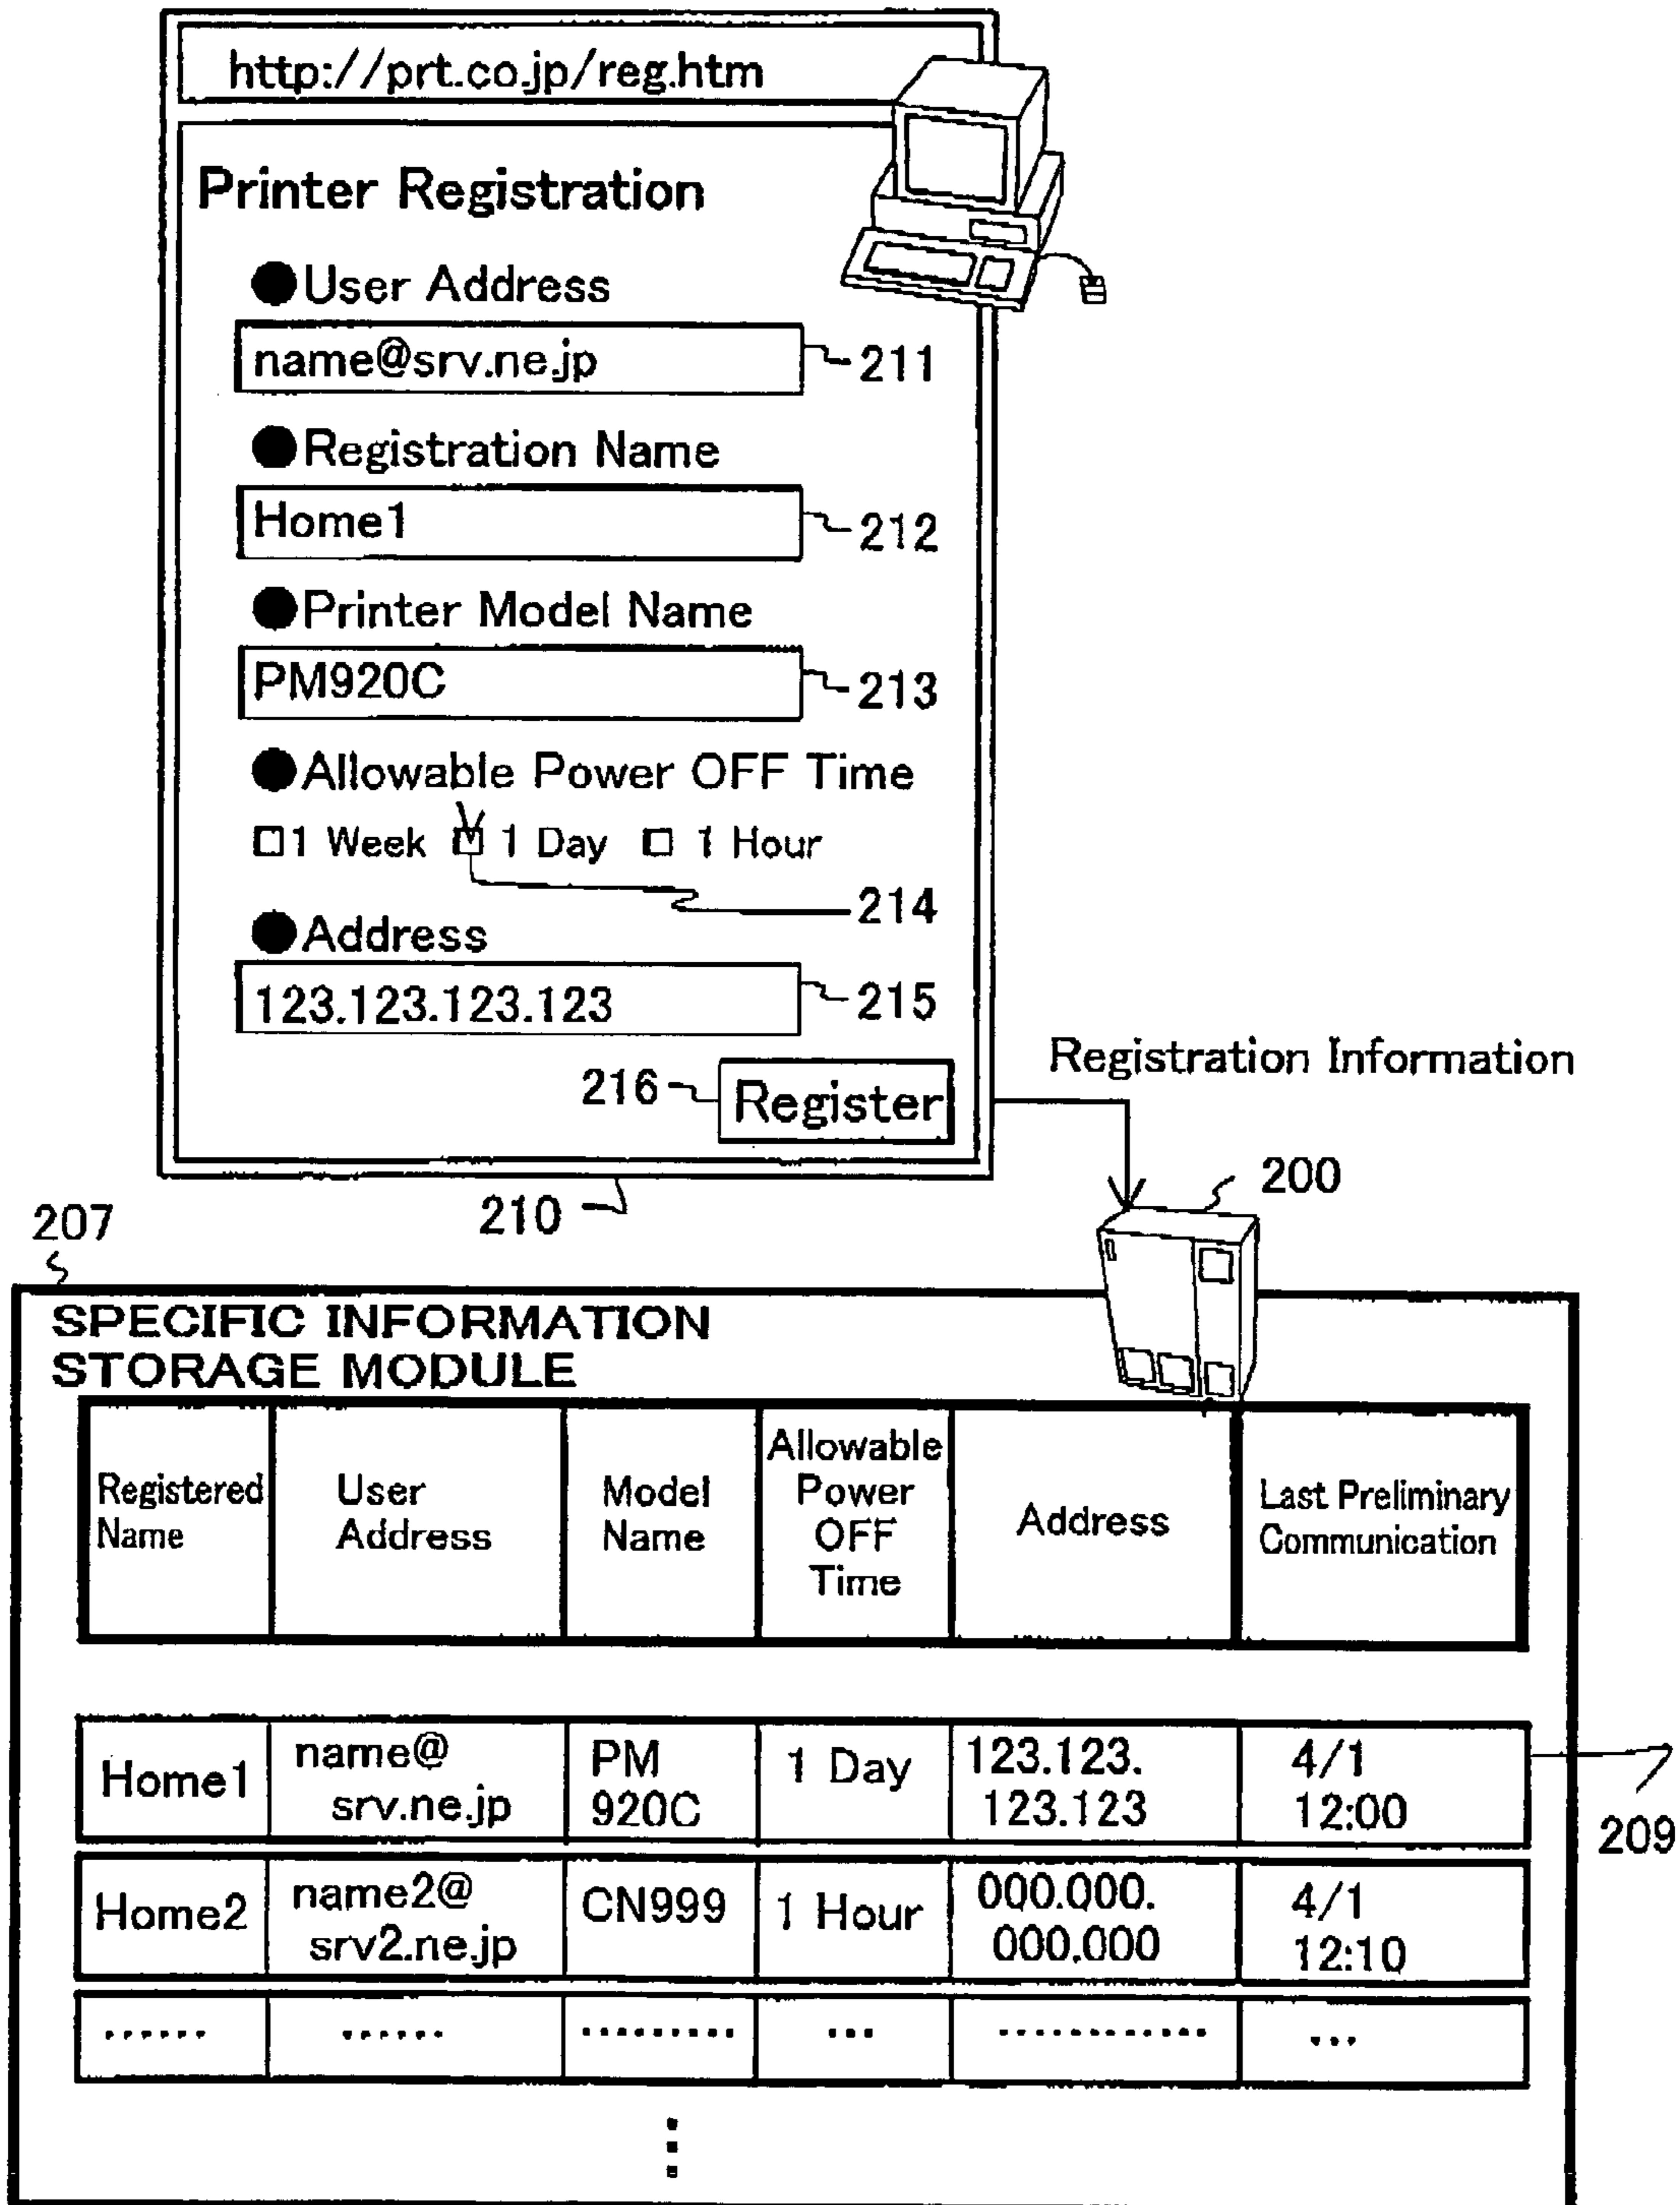 http://prt.co.jp/reg.htm
Printer Registration
●User Address
name@srv.ne.jp
211
●Registration Name
Home1
212
●Printer Model Name
PM920C
213
●Allowable Power OFF Time
□1 Week □ 1 Day □ 1 Hour
214
●Address
123.123.123.123
215
216
Register
Registration Information
210
200
207
SPECIFIC INFORMATION
STORAGE MODULE
Registered
Name
User
Address
Model
Name
Allowable
Power
OFF
Time
Address
Last Preliminary
Communication
Home1
name@
srv.ne.jp
PM
920C
1 Day
123.123.
123.123
4/1
12:00
209
Home2
name2@
srv2.ne.jp
CN999
1 Hour
000.000.
000.000
4/1
12:10
...... ...... ......... ... ............ ...